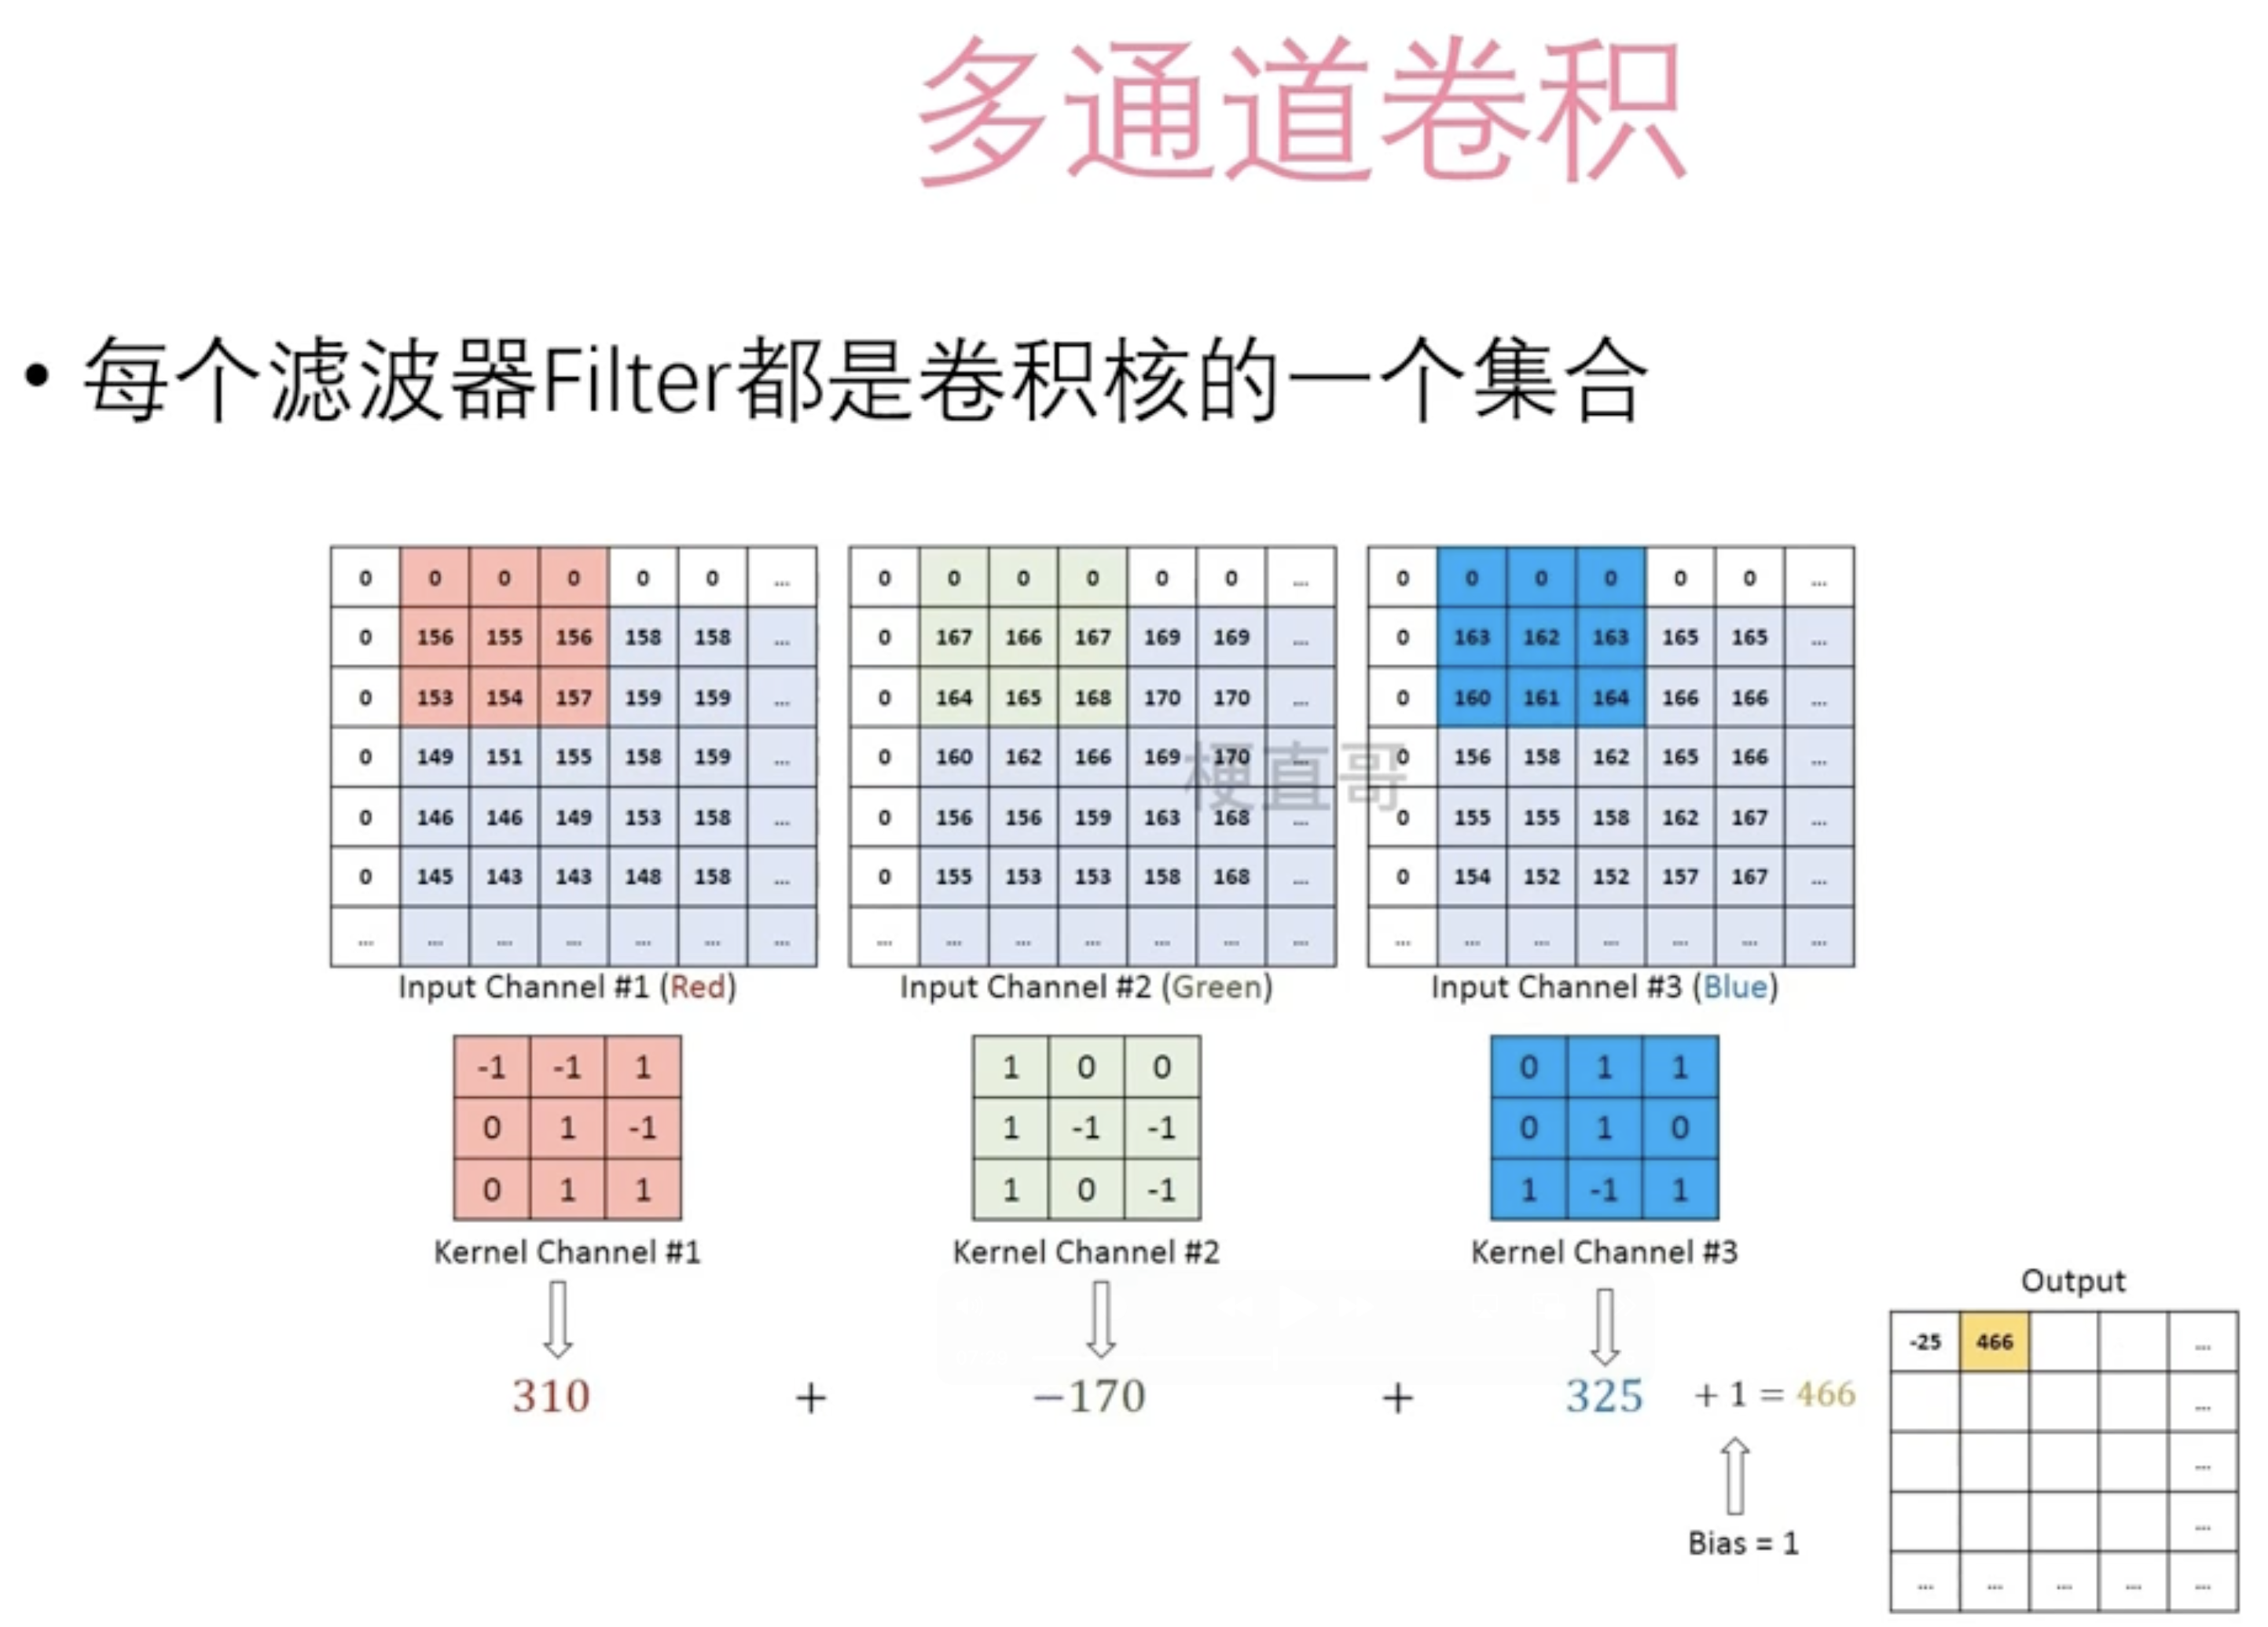 多通道卷积
• 每个滤波器Filter都是卷积核的一个集合
0 0 0 0 0 0 ... 0 0 0 0 0 0 ... 0 0 0 0 0 0 ...
0 156 155 156 158 158 ... 0 167 166 167 169 169 ... 0 163 162 163 165 165 ...
0 153 154 157 159 159 ... 0 164 165 168 170 170 ... 0 160 161 164 166 166 ...
0 149 151 155 158 159 ... 0 160 162 166 169 170 ... 0 156 158 162 165 166 ...
梗直哥
0 146 146 149 153 158 ... 0 156 156 159 163 168 ... 0 155 155 158 162 167 ...
0 145 143 143 148 158 ... 0 155 153 153 158 168 ... 0 154 152 152 157 167 ...
... ... ... ... ... ... ... ... ... ... ... ... ... ... ... ... ... ... ... ... ...
Input Channel #1 (Red) Input Channel #2 (Green) Input Channel #3 (Blue)
-1 -1 1 1 0 0 0 1 1
0 1 -1 1 -1 -1 0 1 0
0 1 1 1 0 -1 1 -1 1
Kernel Channel #1 Kernel Channel #2 Kernel Channel #3
310 + −170 + 325 + 1 = 466
Bias = 1
Output
-25 466 ...
...
...
...
... ... ... ... ...